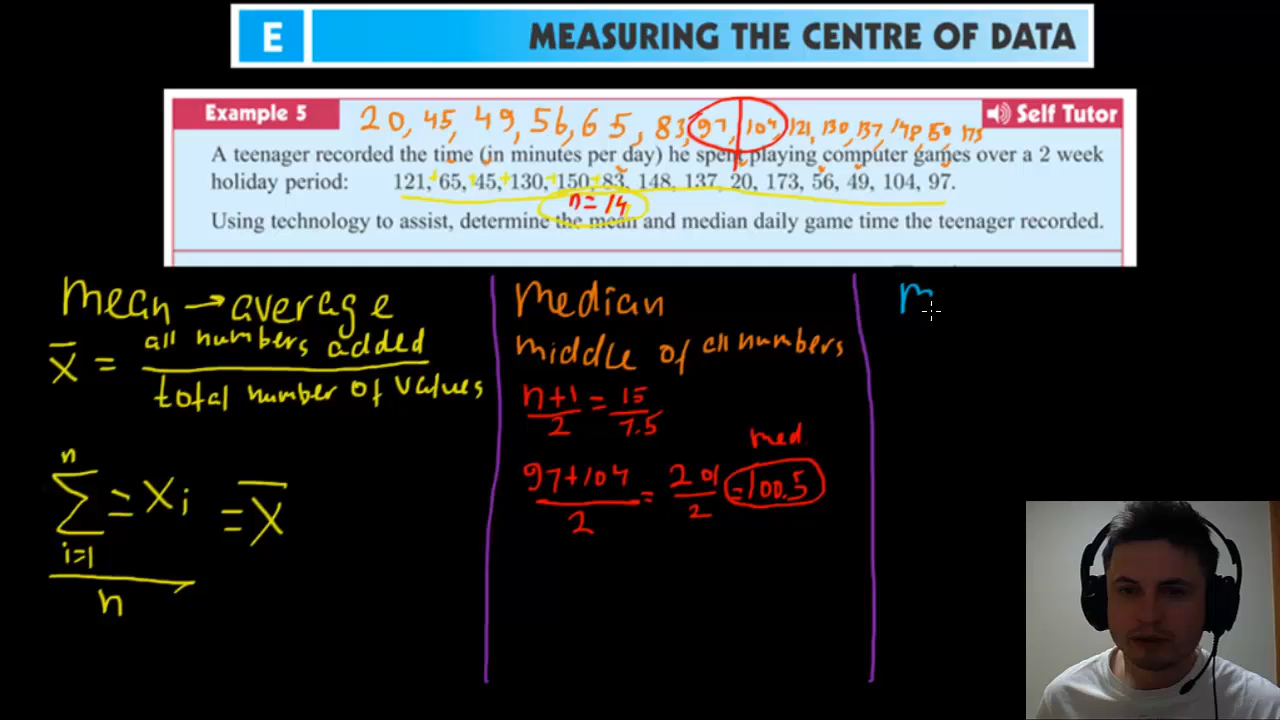 E MEASURING THE CENTRE OF DATA
Example 5 Self Tutor
20, 45, 49, 56, 65, 83, 97, 104, 121, 130, 137, 148, 150, 173
A teenager recorded the time (in minutes per day) he spent playing computer games over a 2 week
holiday period: 121, 65, 45, 130, 150, 83, 148, 137, 20, 173, 56, 49, 104, 97.
n = 14
Using technology to assist, determine the mean and median daily game time the teenager recorded.
mean → average
x̄ = all numbers added / total number of values
n
Σ = xi = x̄
i=1
n
Median
middle of all numbers
n+1/2 = 15/7.5
med
97+104/2 = 201/2 = 100.5
m